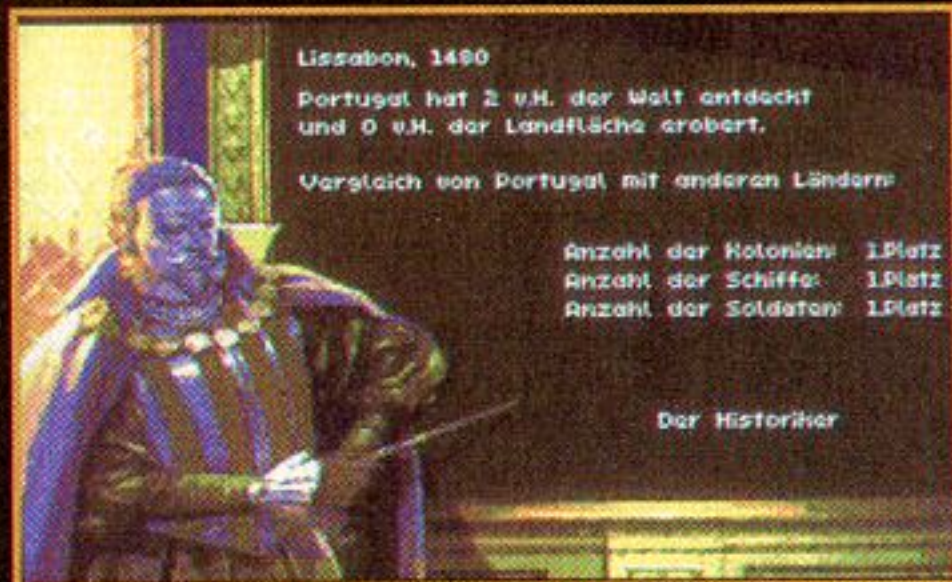 Lissabon, 1480
Portugal hat 2 v.H. der Welt entdeckt
und 0 v.H. der Landfläche erobert.
Vergleich von Portugal mit anderen Ländern:
Anzahl der Kolonien: 1.Platz
Anzahl der Schiffe: 1.Platz
Anzahl der Soldaten: 1.Platz
Der Historiker